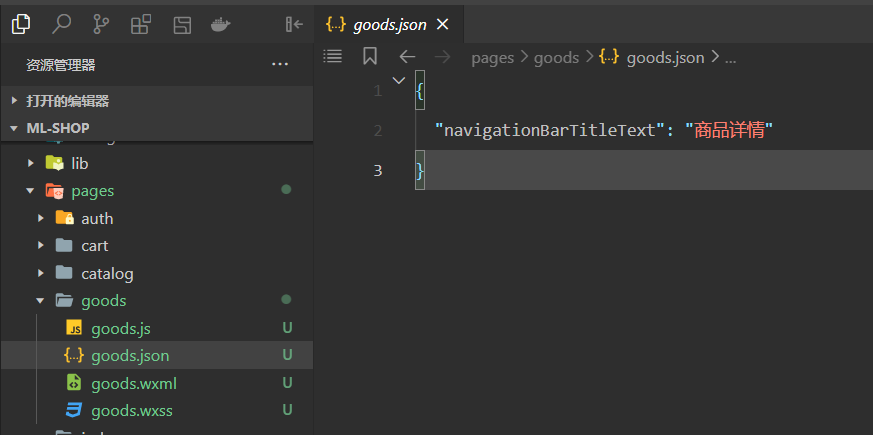 goods.json
资源管理器
打开的编辑器
ML-SHOP
lib
pages
auth
cart
catalog
goods
goods.js U
goods.json U
goods.wxml U
goods.wxss U
pages > goods > {..} goods.json > ...
1 {
2 "navigationBarTitleText": "商品详情"
3 }